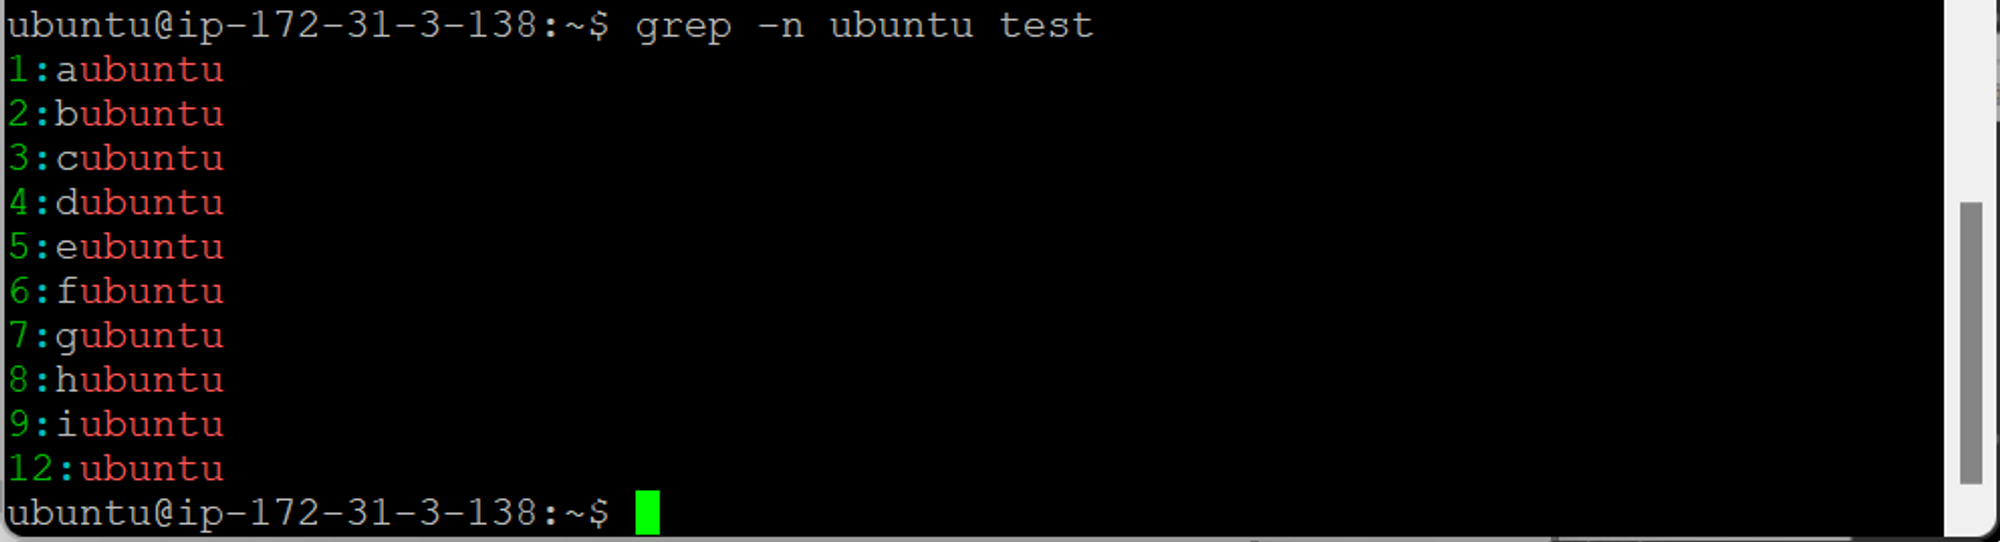 ubuntu@ip-172-31-3-138:~$ grep -n ubuntu test
1:aubuntu
2:bubuntu
3:cubuntu
4:dubuntu
5:eubuntu
6:fubuntu
7:gubuntu
8:hubuntu
9:iubuntu
12:ubuntu
ubuntu@ip-172-31-3-138:~$